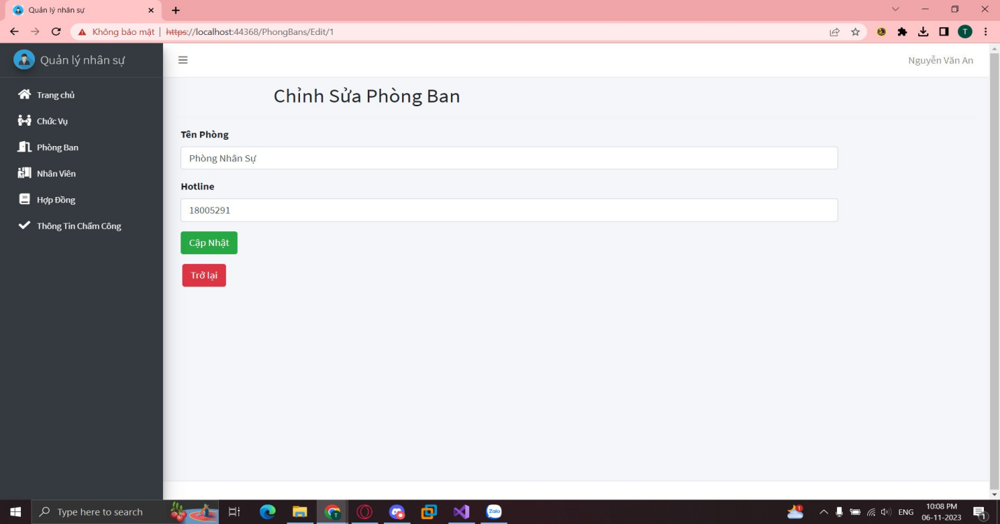 Quản lý nhân sự
Không bảo mật | https://localhost:44368/PhongBans/Edit/1
T
Quản lý nhân sự
Nguyễn Văn An
Trang chủ
Chức Vụ
Phòng Ban
Nhân Viên
Hợp Đồng
Thông Tin Chấm Công
Chỉnh Sửa Phòng Ban
Tên Phòng
Phòng Nhân Sự
Hotline
18005291
Cập Nhật
Trở lại
Type here to search
T
Zalo
1
ENG
10:08 PM
06-11-2023
1